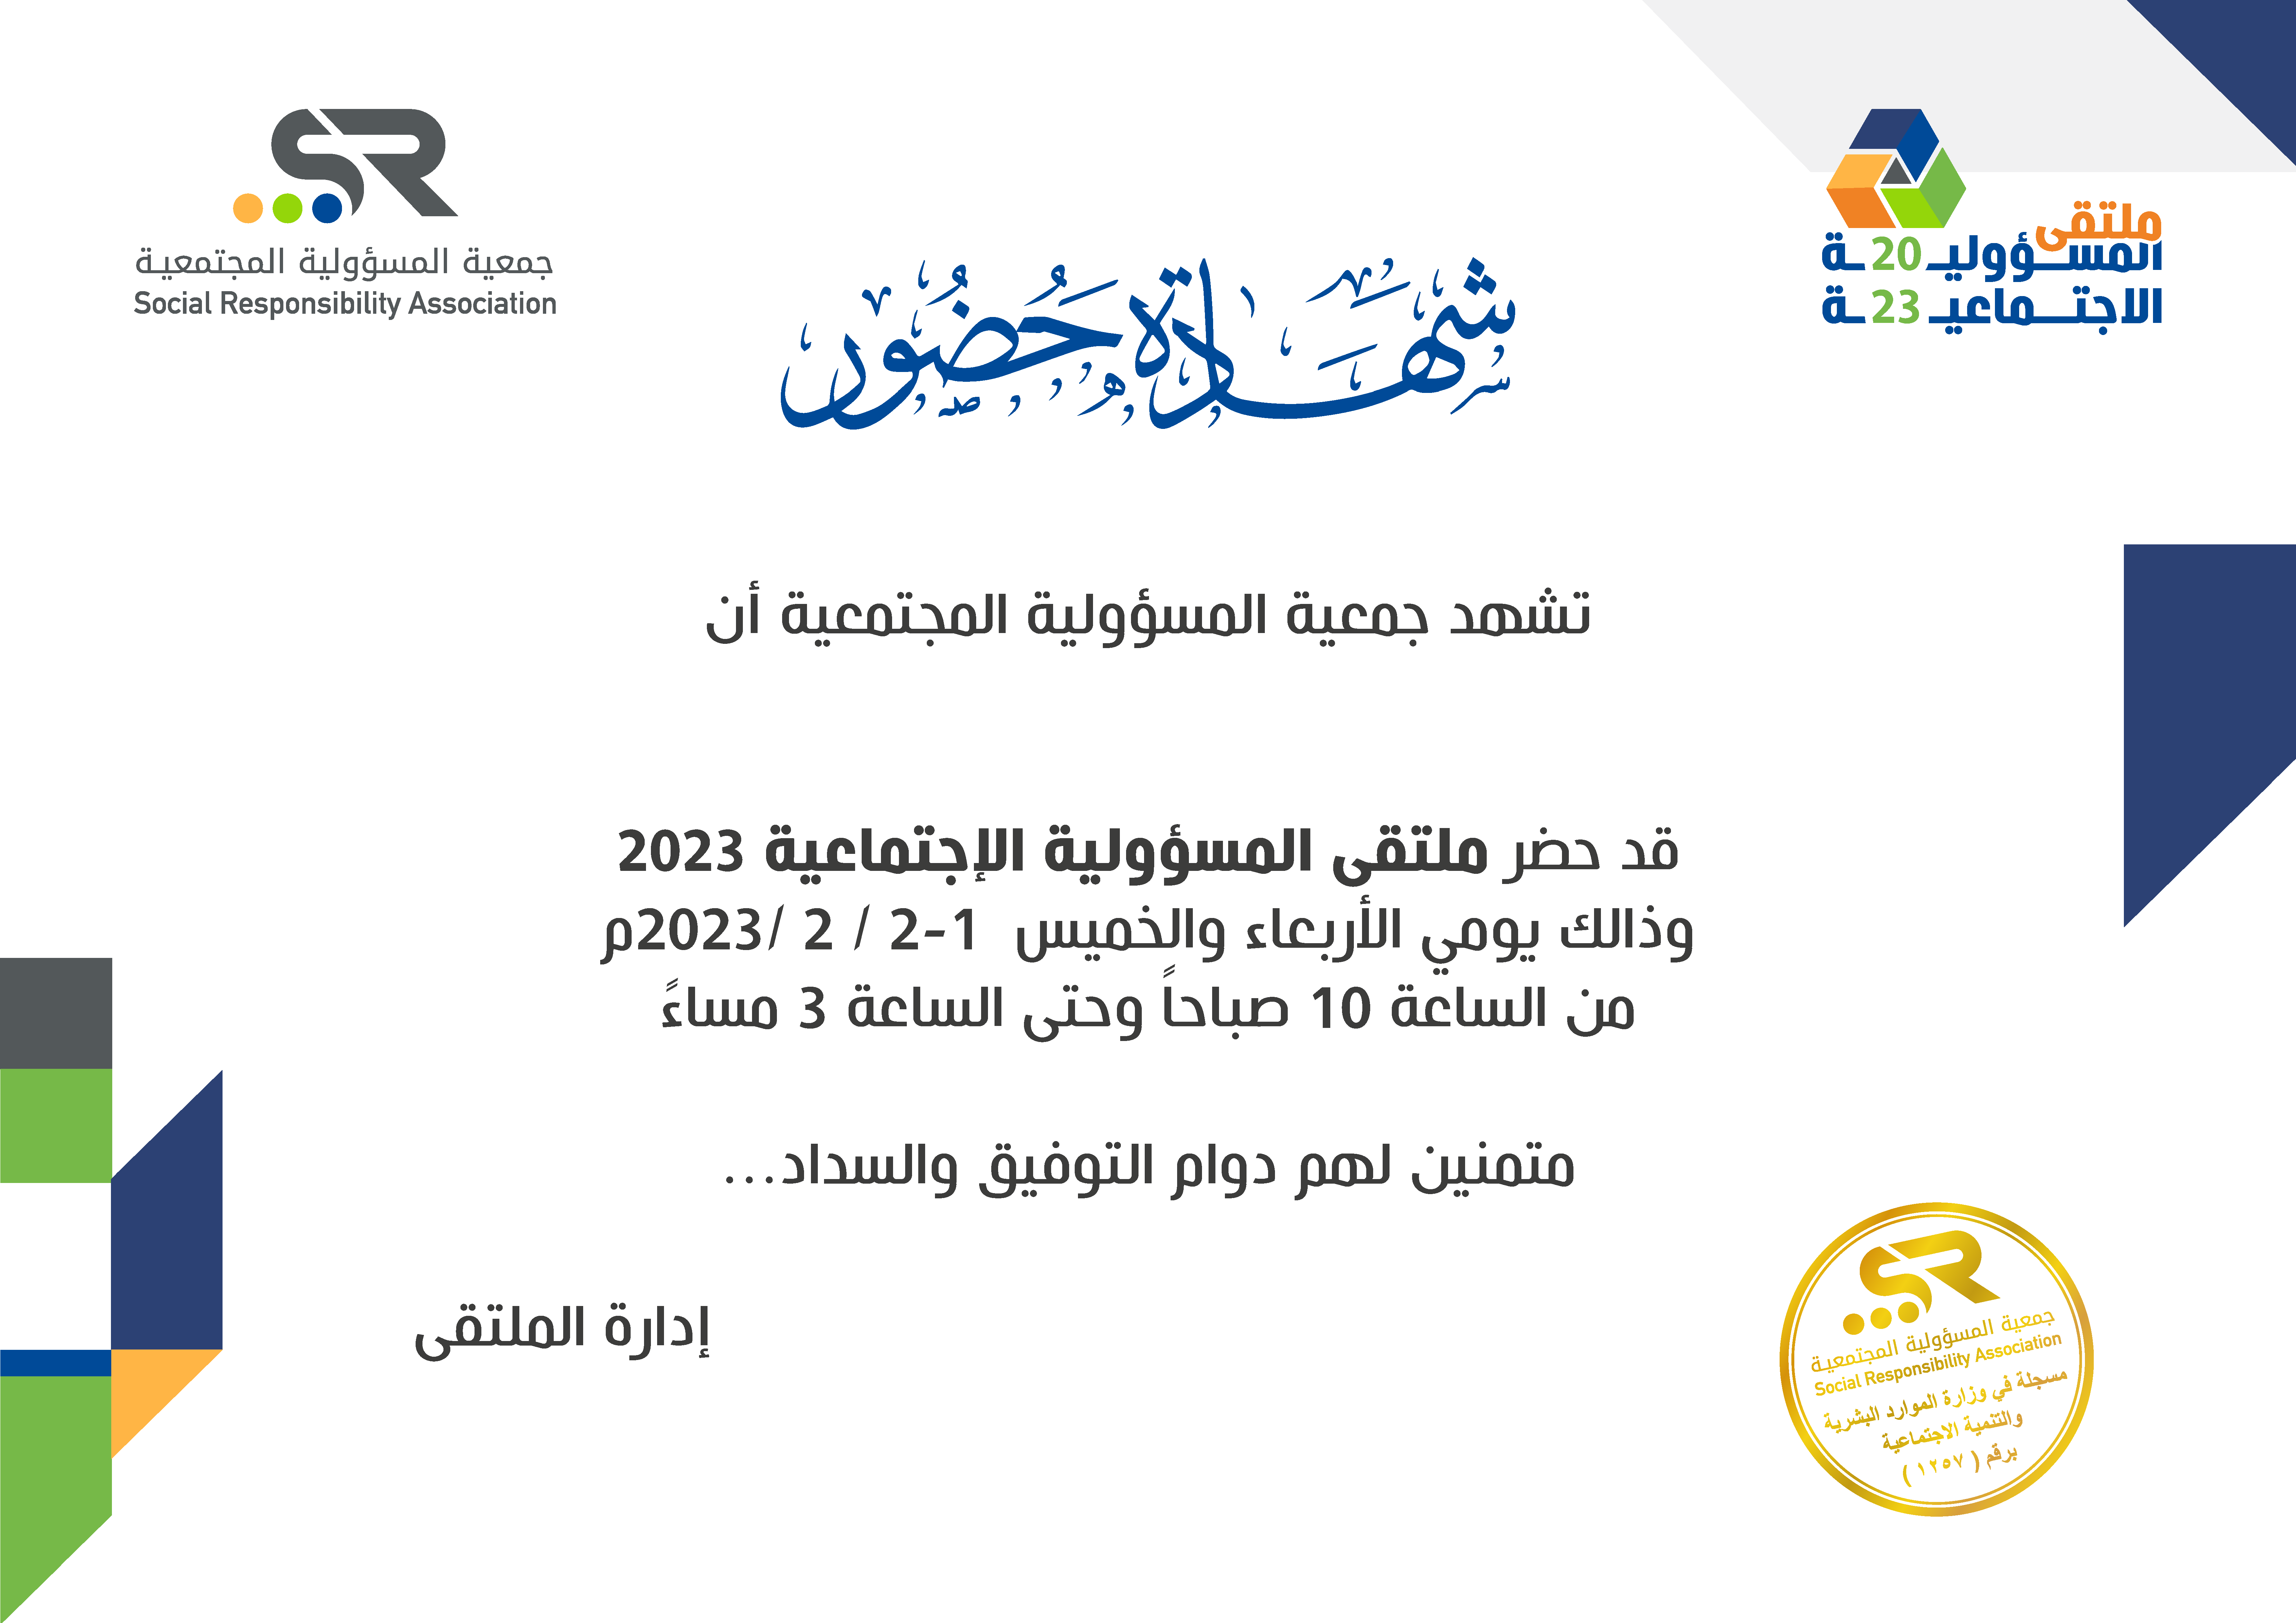 جمعية المسؤولية المجتمعية
Social Responsibility Association
ملتقى
المسؤوليـ20ـة
الاجتـماعيـ23ـة
شهادة حضور
تشهد جمعية المسؤولية المجتمعية أن
قد حضر ملتقى المسؤولية الإجتماعية 2023
وذالك يومي الأربعاء والخميس 1-2 / 2 /2023م
من الساعة 10 صباحاً وحتى الساعة 3 مساءً
متمنين لهم دوام التوفيق والسداد...
إدارة الملتقى
جمعية المسؤولية المجتمعية
Social Responsibility Association
مسجلة في وزارة الموارد البشرية
والتنمية الاجتماعية
برقم ( ١٢٥٧ )